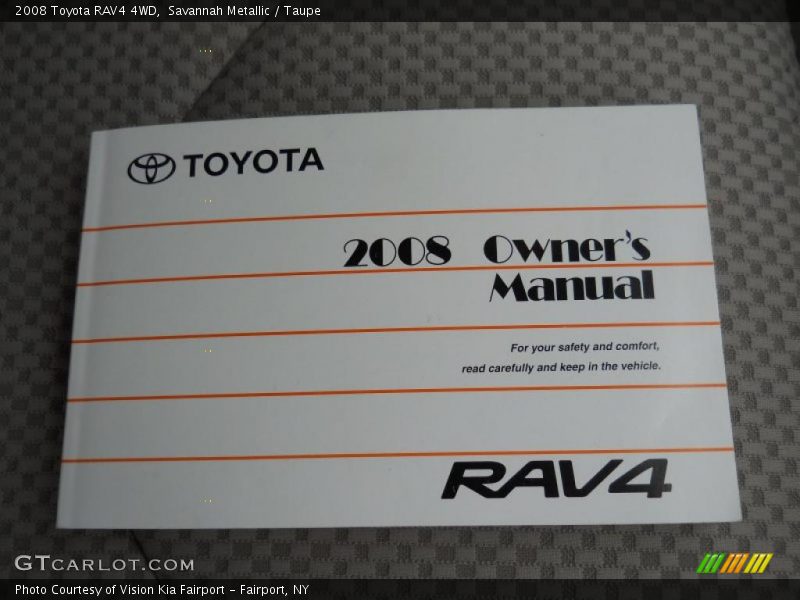 2008 Toyota RAV4 4WD,  Savannah Metallic / Taupe
TOYOTA
2008 Owner's
Manual
For your safety and comfort,
read carefully and keep in the vehicle.
RAV4
GTCARLOT.COM
Photo Courtesy of Vision Kia Fairport - Fairport, NY